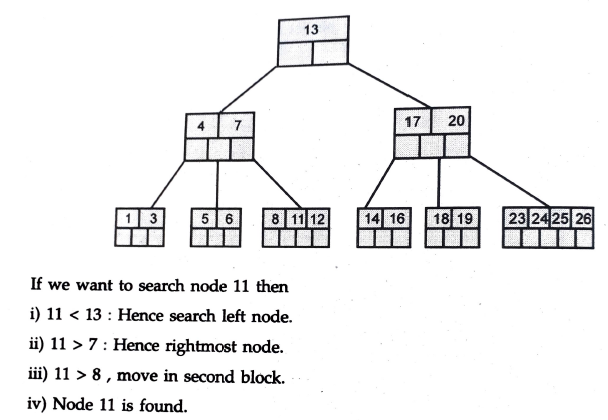 13
4 7
17 20
1 3
5 6
8 11 12
14 16
18 19
23 24 25 26
If we want to search node 11 then
i) 11 < 13 : Hence search left node.
ii) 11 > 7 : Hence rightmost node.
iii) 11 > 8 , move in second block.
iv) Node 11 is found.